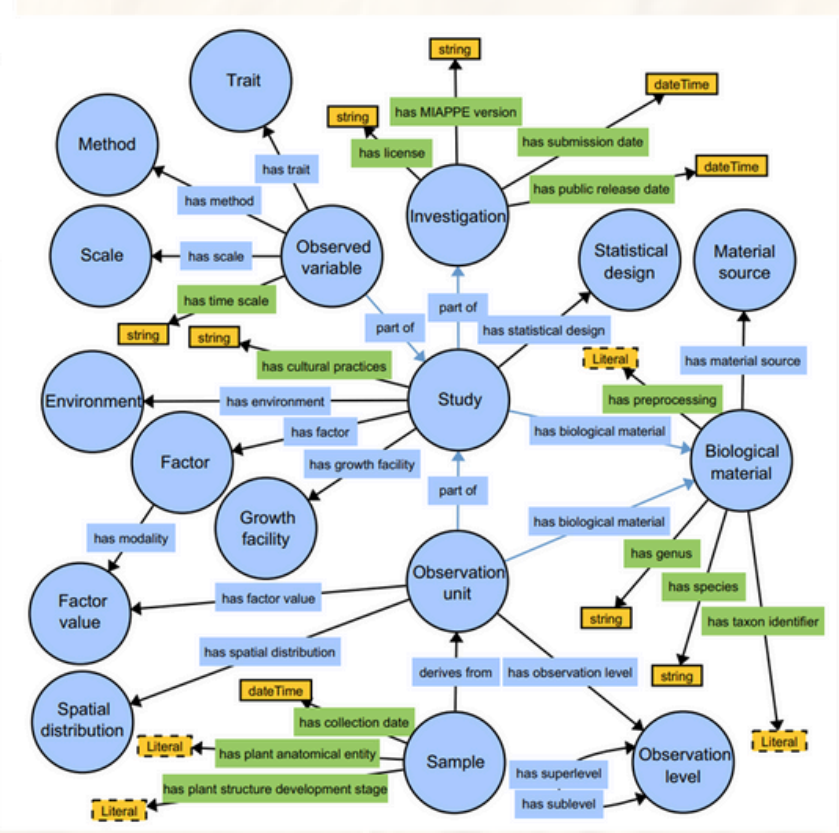 string
Trait
dateTime
has MIAPPE version
string
Method
has submission date
has license
has trait
dateTime
has public release date
has method
Investigation
Scale
has scale
Observed
variable
Statistical
design
Material
source
has time scale
part of
string
string
part of
has statistical design
Literal
has material source
has cultural practices
Environment
has environment
Study
has preprocessing
has factor
has biological material
Factor
has growth facility
Biological
material
part of
Growth
facility
has biological material
has modality
has genus
Observation
unit
has species
Factor
value
has factor value
string
has taxon identifier
has spatial distribution
derives from
has observation level
string
dateTime
Spatial
distribution
has collection date
Literal
has plant anatomical entity
Literal
Sample
Observation
level
has superlevel
has plant structure development stage
has sublevel
Literal